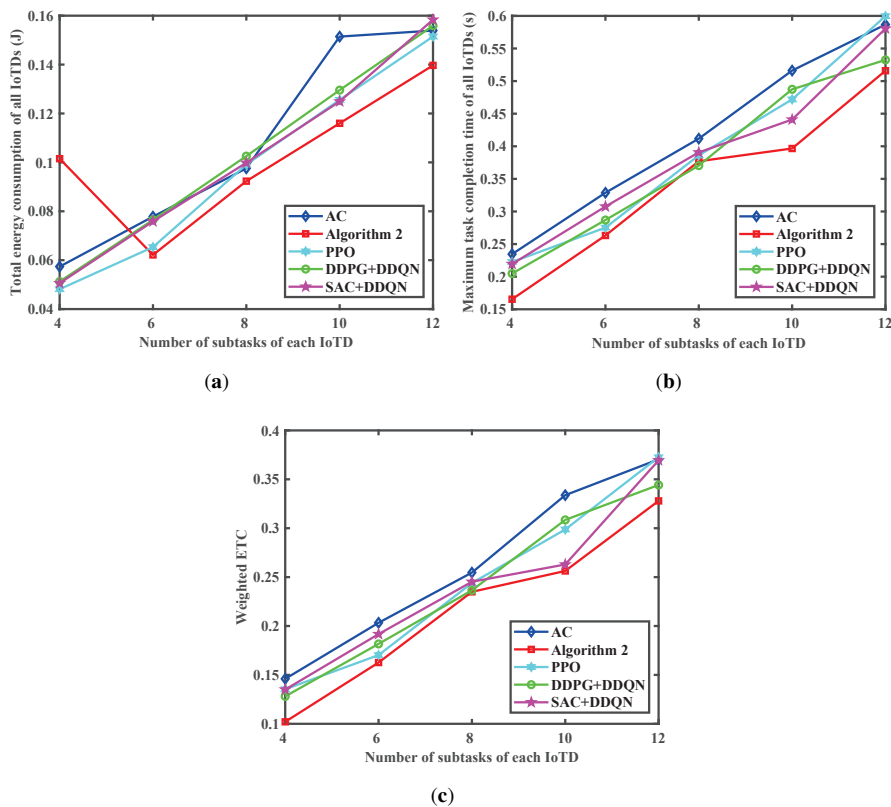 0.16
0.14
0.12
0.1
0.08
0.06
0.04
4
6
8
10
12
Total energy consumption of all IoTDs (J)
Number of subtasks of each IoTD
AC
Algorithm 2
PPO
DDPG+DDQN
SAC+DDQN
(a)
0.6
0.55
0.5
0.45
0.4
0.35
0.3
0.25
0.2
0.15
4
6
8
10
12
Maximum task completion time of all IoTDs (s)
Number of subtasks of each IoTD
AC
Algorithm 2
PPO
DDPG+DDQN
SAC+DDQN
(b)
0.4
0.35
0.3
0.25
0.2
0.15
0.1
4
6
8
10
12
Weighted ETC
Number of subtasks of each IoTD
AC
Algorithm 2
PPO
DDPG+DDQN
SAC+DDQN
(c)